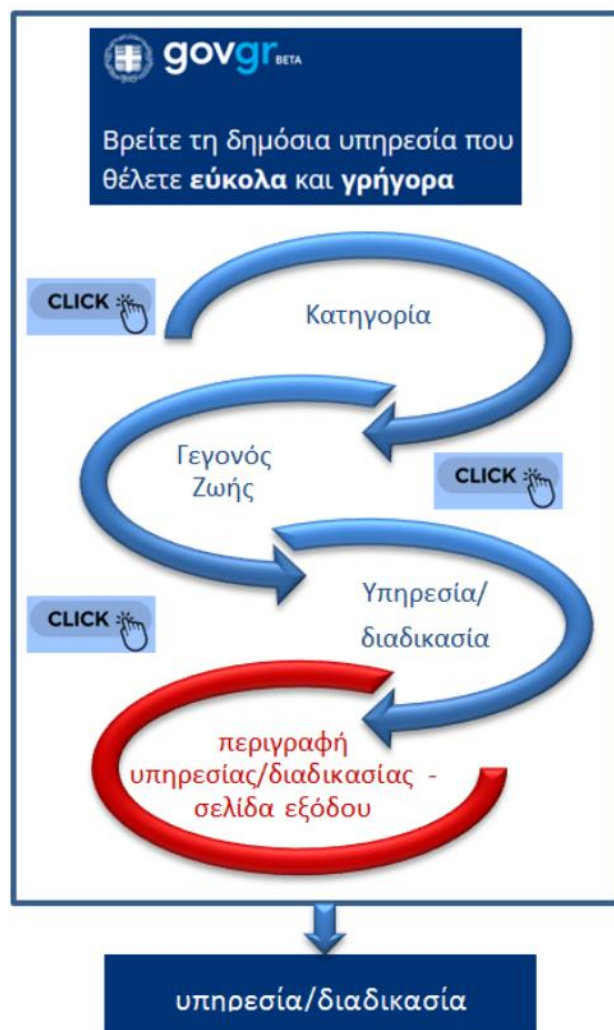 govgr BETA
Βρείτε τη δημόσια υπηρεσία που
θέλετε εύκολα και γρήγορα
CLICK
Κατηγορία
Γεγονός
Ζωής
CLICK
Υπηρεσία/
διαδικασία
CLICK
περιγραφή
υπηρεσίας/διαδικασίας -
σελίδα εξόδου
υπηρεσία/διαδικασία